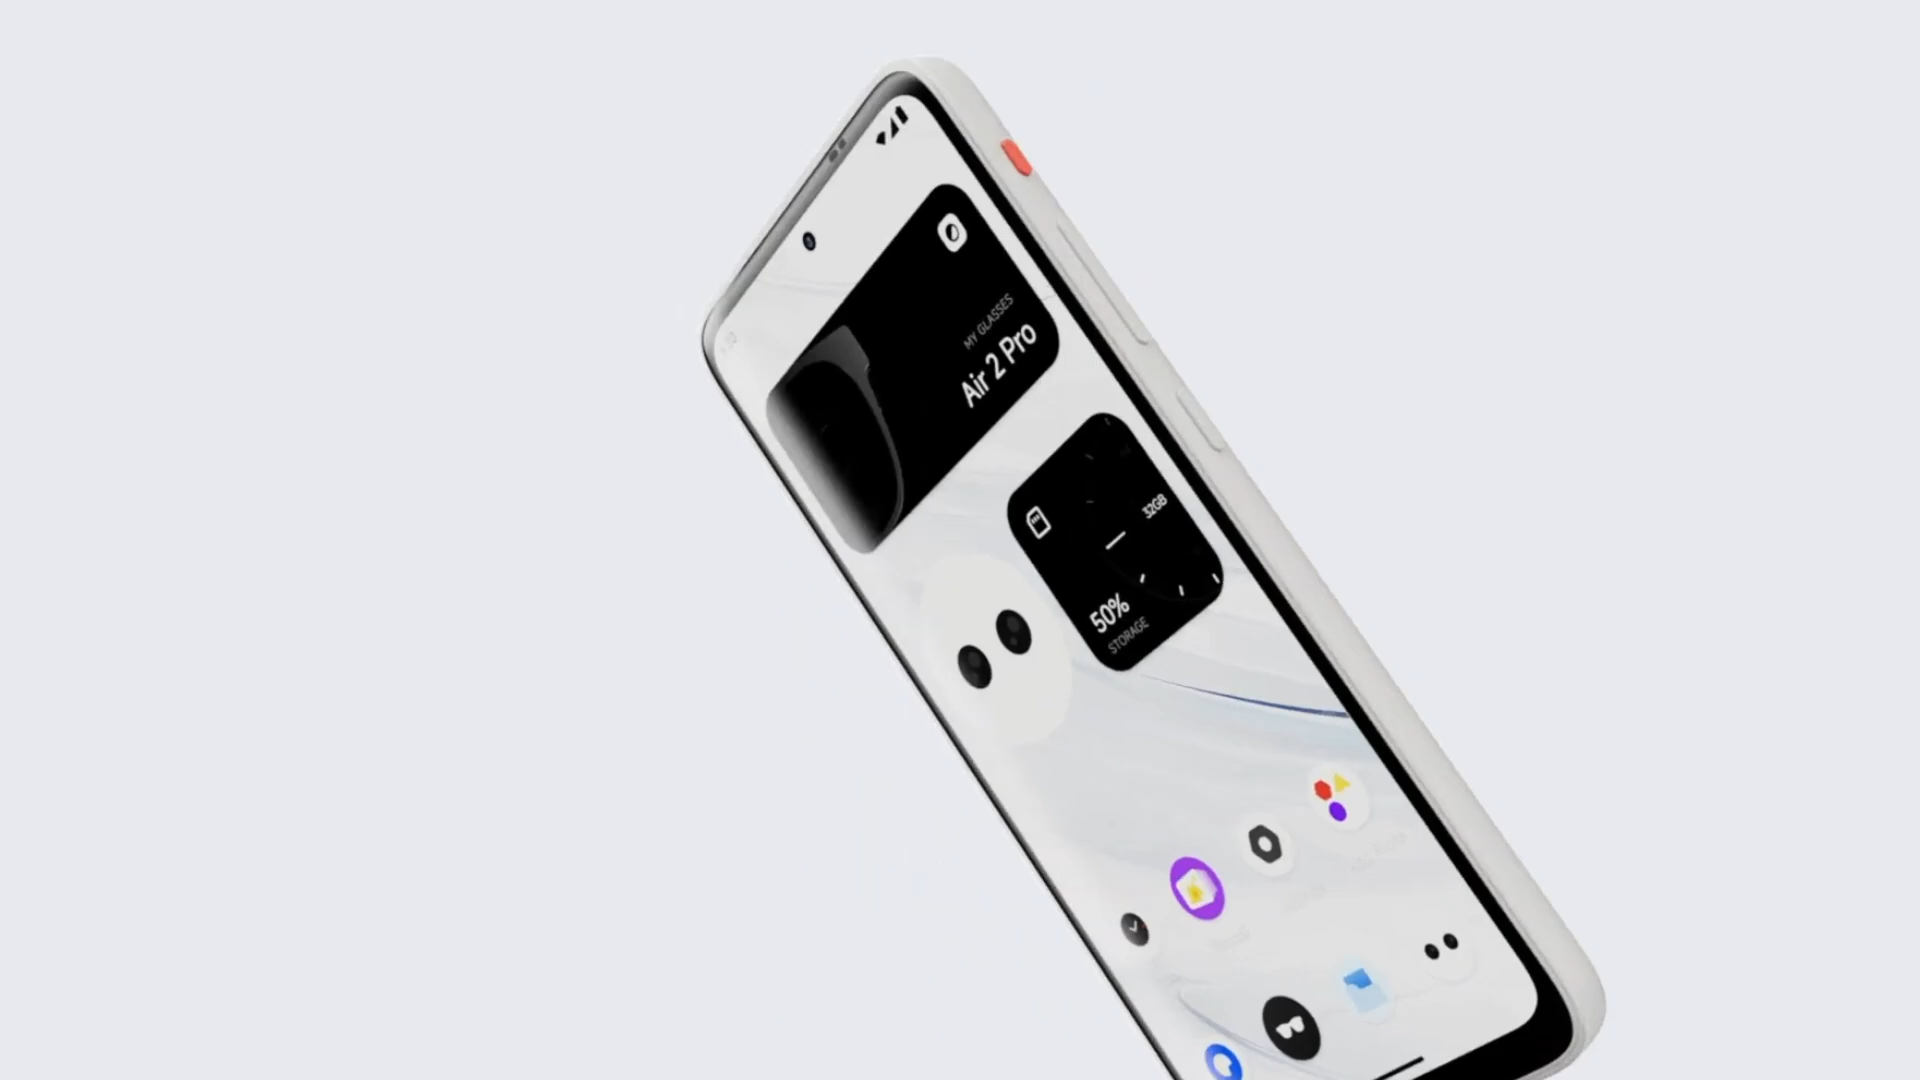 MY GLASSES
Air 2 Pro
32GB
50%
STORAGE